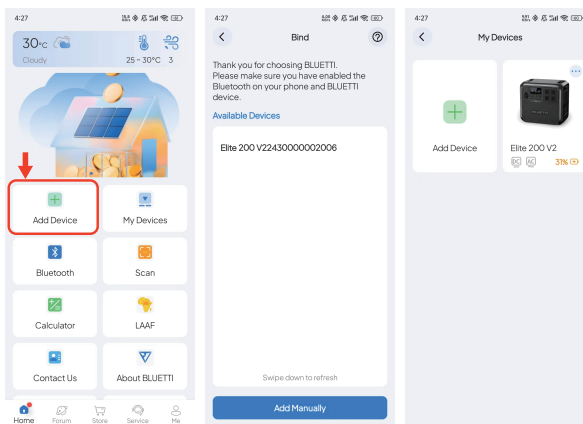 4:27
30°C
Cloudy
25~30°C 3
Add Device
My Devices
Bluetooth
Scan
Calculator
LAAF
Contact Us
About BLUETTI
Home
Forum
Store
Service
Me
4:27
Bind
Thank you for choosing BLUETTI.
Please make sure you have enabled the
Bluetooth on your phone and BLUETTI
device.
Available Devices
Elite 200 V22430000002006
Swipe down to refresh
Add Manually
4:27
My Devices
Add Device
Elite 200 V2
DC AC 31%